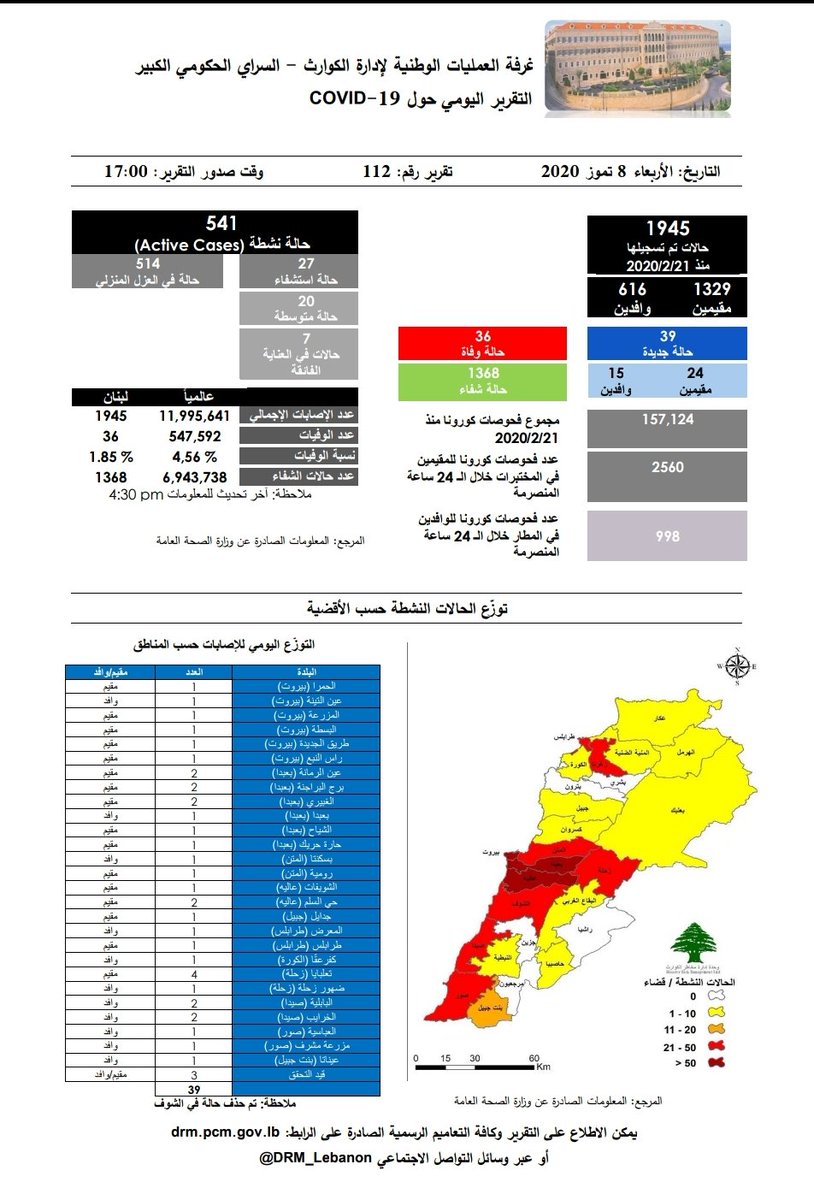 غرفة العمليات الوطنية لإدارة الكوارث – السراي الحكومي الكبير
التقرير اليومي حول COVID-19
التاريخ: الأربعاء 8 تموز 2020 تقرير رقم: 112 وقت صدور التقرير: 17:00
1945
حالات تم تسجيلها
منذ 2020/2/21
1329 616
مقيمين وافدين
39
حالة جديدة
24 15
مقيمين وافدين
36
حالة وفاة
1368
حالة شفاء
541
حالة نشطة (Active Cases)
27
حالة استشفاء
514
حالة في العزل المنزلي
20
حالة متوسطة
7
حالات في العناية
الفائقة
عالمياً لبنان
عدد الإصابات الإجمالي 11,995,641 1945
عدد الوفيات 547,592 36
نسبة الوفيات 4,56 % 1.85 %
عدد حالات الشفاء 6,943,738 1368
ملاحظة: آخر تحديث للمعلومات 4:30 pm
157,124
مجموع فحوصات كورونا منذ
2020/2/21
2560
عدد فحوصات كورونا للمقيمين
في المختبرات خلال الـ 24 ساعة
المنصرمة
998
عدد فحوصات كورونا للوافدين
في المطار خلال الـ 24 ساعة
المنصرمة
المرجع: المعلومات الصادرة عن وزارة الصحة العامة
توزّع الحالات النشطة حسب الأقضية
التوزّع اليومي للإصابات حسب المناطق
البلدة العدد مقيم/وافد
الحمرا (بيروت) 1 مقيم
عين التينة (بيروت) 1 وافد
المزرعة (بيروت) 1 مقيم
البسطة (بيروت) 1 مقيم
طريق الجديدة (بيروت) 1 مقيم
راس النبع (بيروت) 1 مقيم
عين الرمانة (بعبدا) 2 مقيم
برج البراجنة (بعبدا) 2 مقيم
الغبيري (بعبدا) 2 مقيم
بعبدا (بعبدا) 1 وافد
الشياح (بعبدا) 1 مقيم
حارة حريك (بعبدا) 1 مقيم
بسكنتا (المتن) 1 وافد
رومية (المتن) 1 مقيم
الشويفات (عاليه) 1 مقيم
حي السلم (عاليه) 2 مقيم
جدايل (جبيل) 1 مقيم
المعرض (طرابلس) 1 وافد
طرابلس (طرابلس) 1 مقيم
كفرعقا (الكورة) 1 وافد
تعلبايا (زحلة) 4 مقيم
ضهور زحلة (زحلة) 1 وافد
البابلية (صيدا) 2 وافد
الخرايب (صيدا) 2 وافد
العباسية (صور) 1 وافد
مزرعة مشرف (صور) 1 وافد
عيناتا (بنت جبيل) 1 وافد
قيد التحقق 3 مقيم/وافد
39
ملاحظة: تم حذف حالة في الشوف
N
W E
S
عكار
طرابلس
المنية الضنية
الهرمل
زغرتا
الكورة
بشري
بترون
بعلبك
جبيل
كسروان
المتن
بيروت
بعبدا
عاليه
زحلة
الشوف
البقاع الغربي
راشيا
جزين
صيدا
النبطية
حاصبيا
مرجعيون
صور
بنت جبيل
وحدة إدارة مخاطر الكوارث
Disaster Risk Management Unit
الحالات النشطة / قضاء
0
1 - 10
11 - 20
21 - 50
> 50
0 15 30 60
Km
المرجع: المعلومات الصادرة عن وزارة الصحة العامة
يمكن الاطلاع على التقرير وكافة التعاميم الرسمية الصادرة على الرابط: drm.pcm.gov.lb
أو عبر وسائل التواصل الاجتماعي @DRM_Lebanon